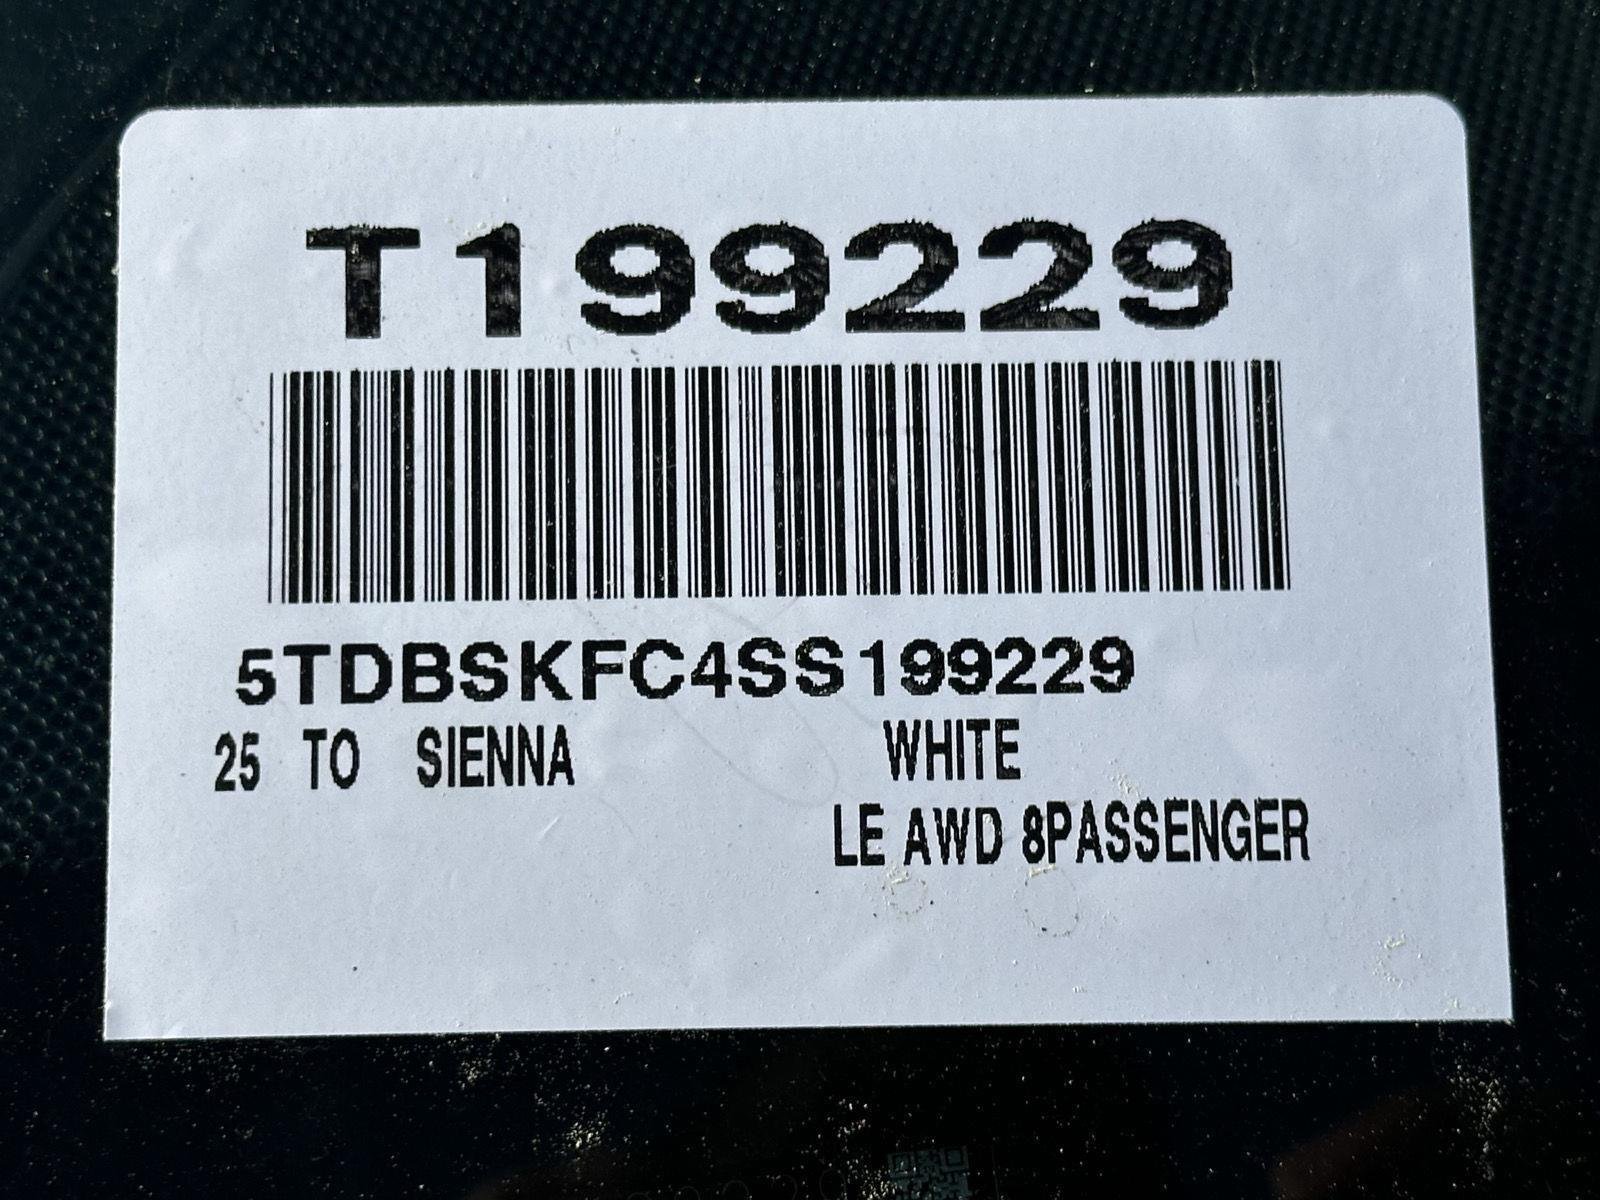 T199229
5TDBSKFC4SS199229
25 TO SIENNA WHITE
LE AWD 8PASSENGER